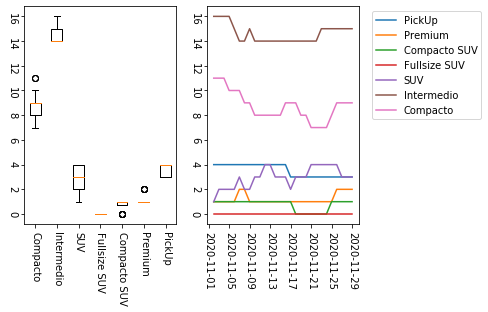 16
14
12
10
8
6
4
2
0
Compacto
Intermedio
SUV
Fullsize SUV
Compacto SUV
Premium
PickUp
16
14
12
10
8
6
4
2
0
2020-11-01
2020-11-05
2020-11-09
2020-11-13
2020-11-17
2020-11-21
2020-11-25
2020-11-29
PickUp
Premium
Compacto SUV
Fullsize SUV
SUV
Intermedio
Compacto